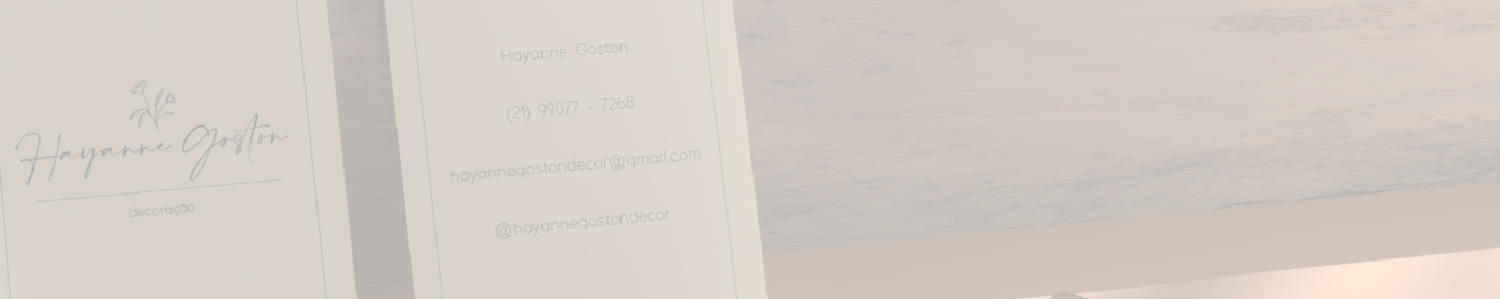 Hayanne Goston
decoração
Hayanne Goston
(21) 99077 - 7268
hayannegostondecor@gmail.com
@hayannegostondecor